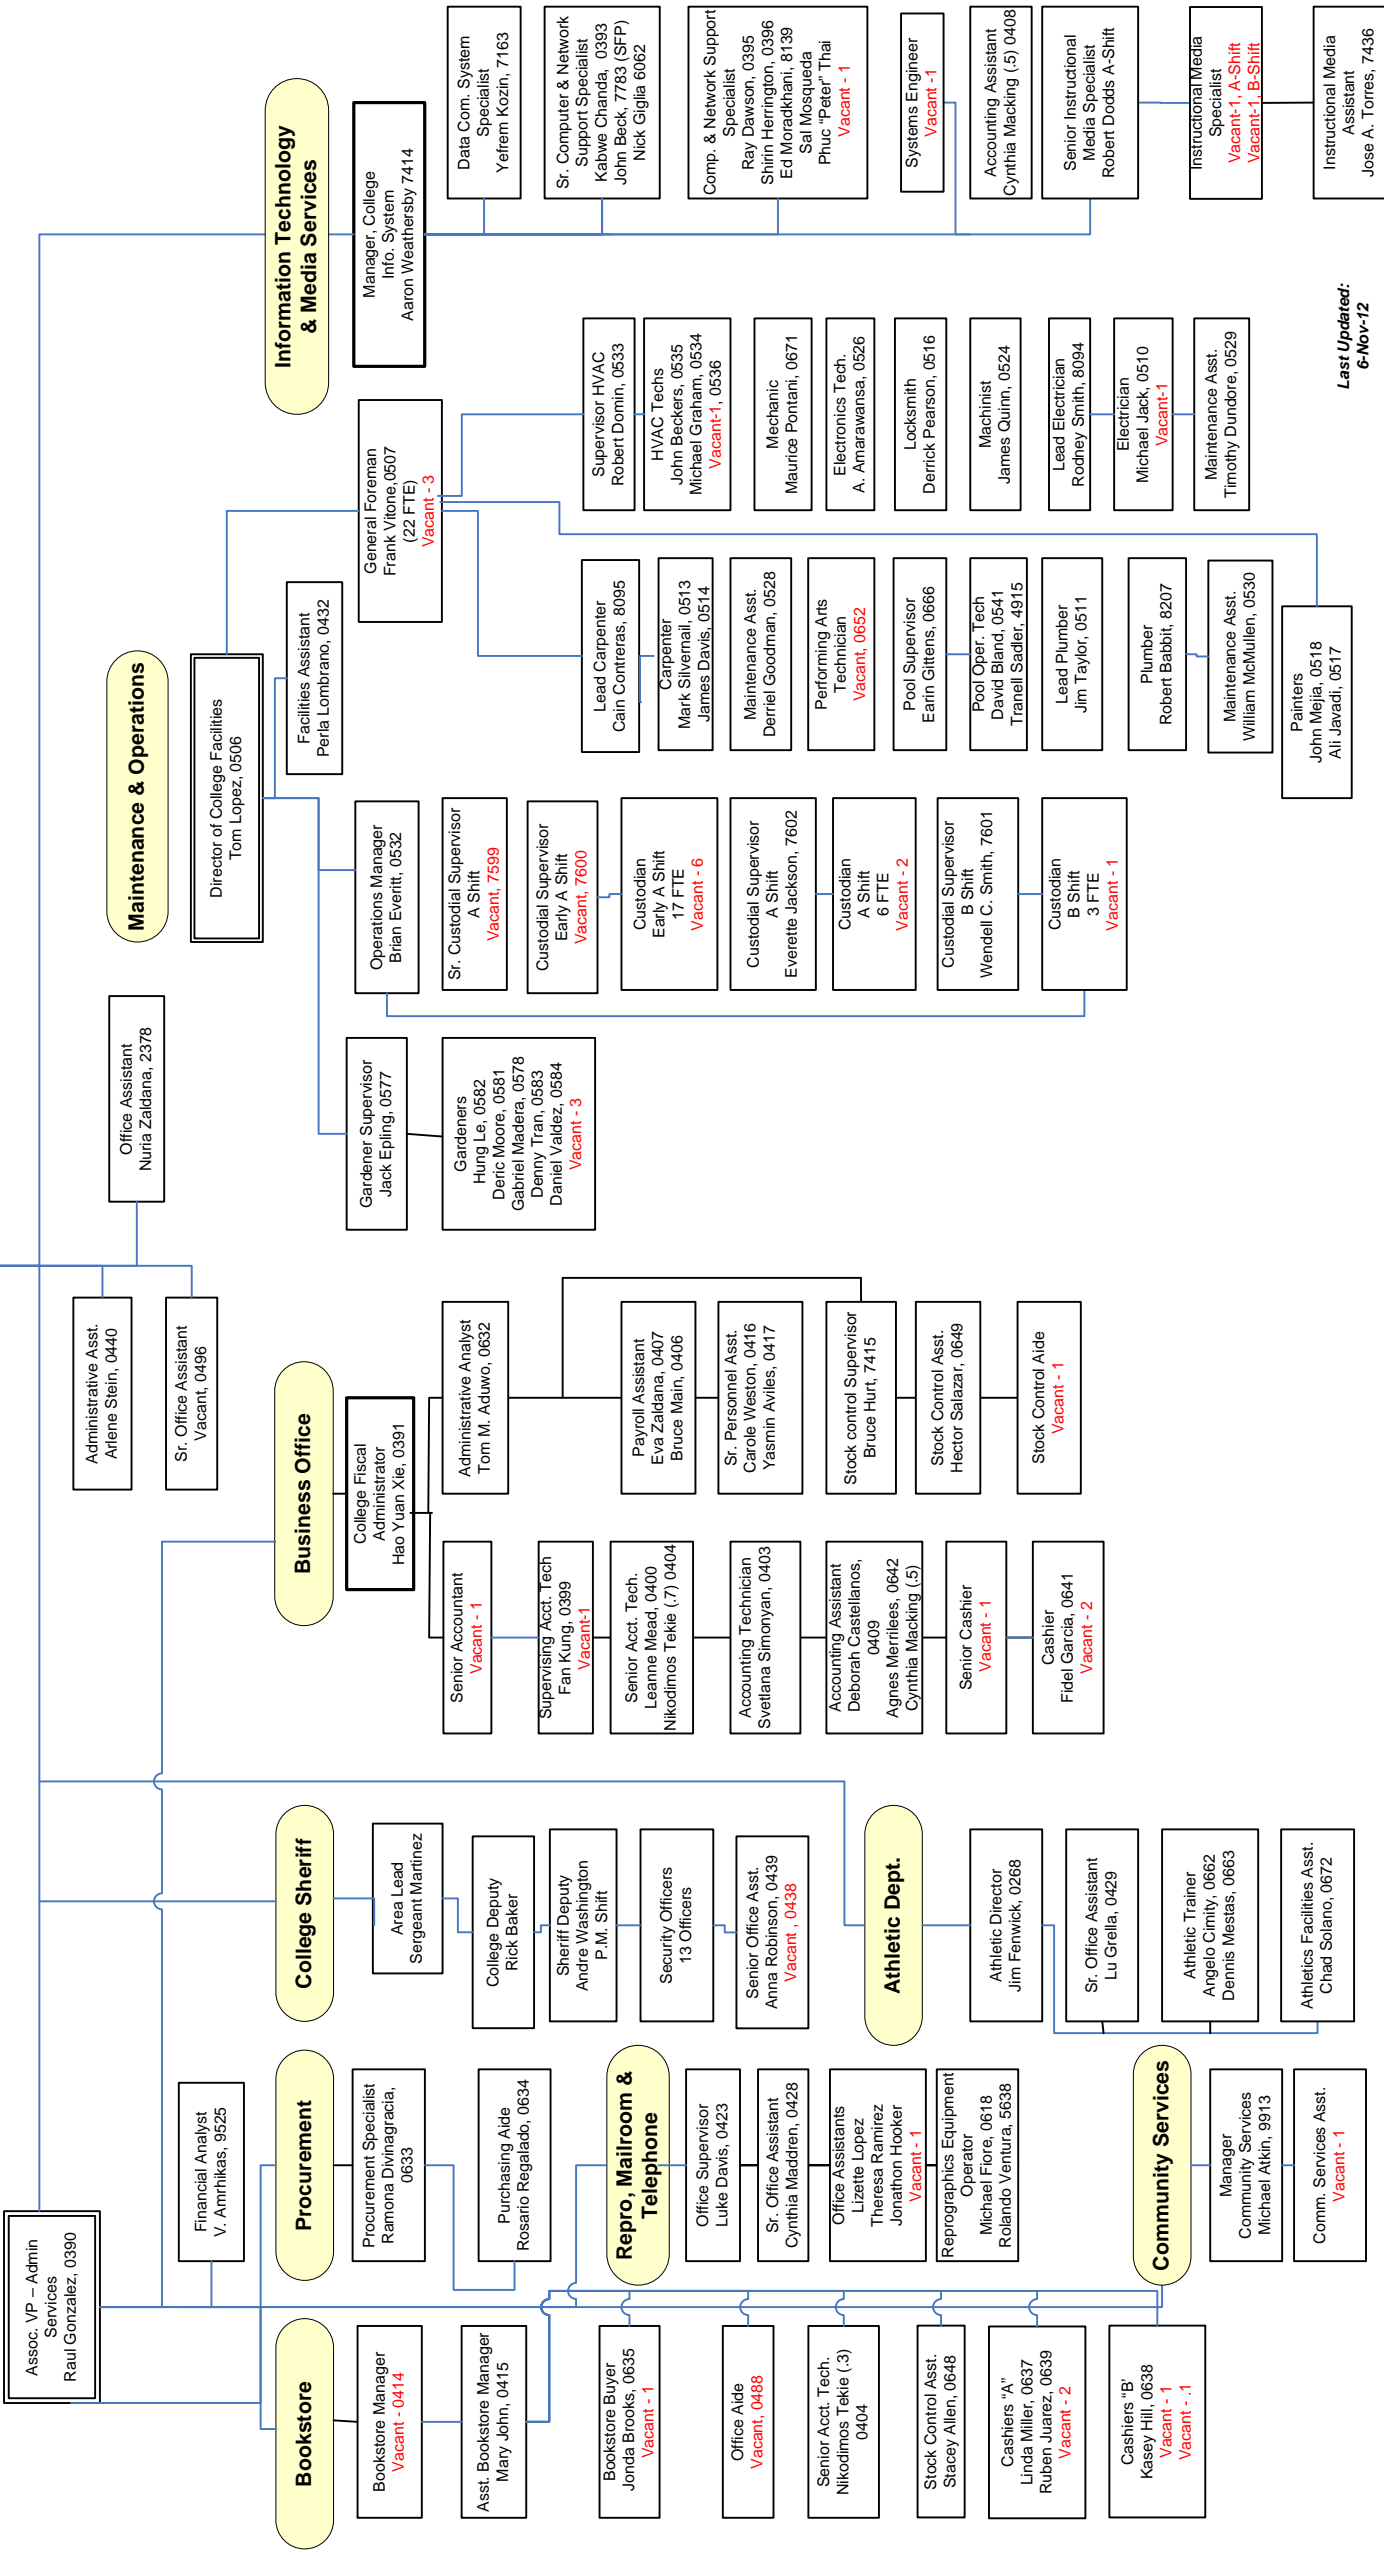 Assoc. VP – Admin
Services
Raul Gonzalez, 0390
Administrative Asst.
Arlene Stein, 0440
Sr. Office Assistant
Vacant, 0496
Office Assistant
Nuria Zaldana, 2378
Financial Analyst
V. Amrhikas, 9525
Bookstore
Bookstore Manager
Vacant - 0414
Asst. Bookstore Manager
Mary John, 0415
Bookstore Buyer
Jonda Brooks, 0635
Vacant - 1
Office Aide
Vacant, 0488
Senior Acct. Tech.
Nikodimos Tekie (.3)
0404
Stock Control Asst.
Stacey Allen, 0648
Cashiers “A”
Linda Miller, 0637
Ruben Juarez, 0639
Vacant - 2
Cashiers “B’
Kasey Hill, 0638
Vacant - 1
Vacant - .1
Procurement
Procurement Specialist
Ramona Divinagracia,
0633
Purchasing Aide
Rosario Regalado, 0634
Repro, Mailroom &
Telephone
Office Supervisor
Luke Davis, 0423
Sr. Office Assistant
Cynthia Maddren, 0428
Office Assistants
Lizette Lopez
Theresa Ramirez
Jonathon Hooker
Vacant - 1
Reprographics Equipment
Operator
Michael Fiore, 0618
Rolando Ventura, 5638
Community Services
Manager
Community Services
Michael Atkin, 9913
Comm. Services Asst.
Vacant - 1
College Sheriff
Area Lead
Sergeant Martinez
College Deputy
Rick Baker
Sheriff Deputy
Andre Washington
P.M. Shift
Security Officers
13 Officers
Senior Office Asst.
Anna Robinson, 0439
Vacant , 0438
Athletic Dept.
Athletic Director
Jim Fenwick, 0268
Sr. Office Assistant
Lu Grella, 0429
Athletic Trainer
Angelo Cimity, 0662
Dennis Mestas, 0663
Athletics Facilities Asst.
Chad Solano, 0672
Business Office
College Fiscal
Administrator
Hao Yuan Xie, 0391
Senior Accountant
Vacant - 1
Supervising Acct. Tech
Fan Kung, 0399
Vacant-1
Senior Acct. Tech.
Leanne Mead, 0400
Nikodimos Tekie (.7) 0404
Accounting Technician
Svetlana Simonyan, 0403
Accounting Assistant
Deborah Castellanos,
0409
Agnes Merrilees, 0642
Cynthia Macking (.5)
Senior Cashier
Vacant - 1
Cashier
Fidel Garcia, 0641
Vacant - 2
Administrative Analyst
Tom M. Aduwo, 0632
Payroll Assistant
Eva Zaldana, 0407
Bruce Main, 0406
Sr. Personnel Asst.
Carole Weston, 0416
Yasmin Aviles, 0417
Stock control Supervisor
Bruce Hurt, 7415
Stock Control Asst.
Hector Salazar, 0649
Stock Control Aide
Vacant - 1
Maintenance & Operations
Director of College Facilities
Tom Lopez, 0506
Facilities Assistant
Perla Lombrano, 0432
Gardener Supervisor
Jack Epling, 0577
Gardeners
Hung Le, 0582
Deric Moore, 0581
Gabriel Madera, 0578
Denny Tran, 0583
Daniel Valdez, 0584
Vacant - 3
Operations Manager
Brian Everitt, 0532
Sr. Custodial Supervisor
A Shift
Vacant, 7599
Custodial Supervisor
Early A Shift
Vacant, 7600
Custodian
Early A Shift
17 FTE
Vacant - 6
Custodial Supervisor
A Shift
Everette Jackson, 7602
Custodian
A Shift
6 FTE
Vacant - 2
Custodial Supervisor
B Shift
Wendell C. Smith, 7601
Custodian
B Shift
3 FTE
Vacant - 1
General Foreman
Frank Vitone,0507
(22 FTE)
Vacant - 3
Lead Carpenter
Cain Contreras, 8095
Carpenter
Mark Silvernail, 0513
James Davis, 0514
Maintenance Asst.
Derriel Goodman, 0528
Performing Arts
Technician
Vacant, 0652
Pool Supervisor
Earin Gittens, 0666
Pool Oper. Tech
David Bland, 0541
Tranell Sadler, 4915
Lead Plumber
Jim Taylor, 0511
Plumber
Robert Babbit, 8207
Maintenance Asst.
William McMullen, 0530
Painters
John Mejia, 0518
Ali Javadi, 0517
Supervisor HVAC
Robert Domin, 0533
HVAC Techs
John Beckers, 0535
Michael Graham, 0534
Vacant-1, 0536
Mechanic
Maurice Pontani, 0671
Electronics Tech.
A. Amarawansa, 0526
Locksmith
Derrick Pearson, 0516
Machinist
James Quinn, 0524
Lead Electrician
Rodney Smith, 8094
Electrician
Michael Jack, 0510
Vacant-1
Maintenance Asst.
Timothy Dundore, 0529
Information Technology
& Media Services
Manager, College
Info. System
Aaron Weathersby 7414
Data Com. System
Specialist
Yefrem Kozin, 7163
Sr. Computer & Network
Support Specialist
Kabwe Chanda, 0393
John Beck, 7783 (SFP)
Nick Giglia 6062
Comp. & Network Support
Specialist
Ray Dawson, 0395
Shirin Herrington, 0396
Ed Moradkhani, 8139
Sal Mosqueda
Phuc “Peter” Thai
Vacant - 1
Systems Engineer
Vacant -1
Accounting Assistant
Cynthia Macking (.5) 0408
Senior Instructional
Media Specialist
Robert Dodds A-Shift
Instructional Media
Specialist
Vacant-1, A-Shift
Vacant-1, B-Shift
Instructional Media
Assistant
Jose A. Torres, 7436
Last Updated:
6-Nov-12